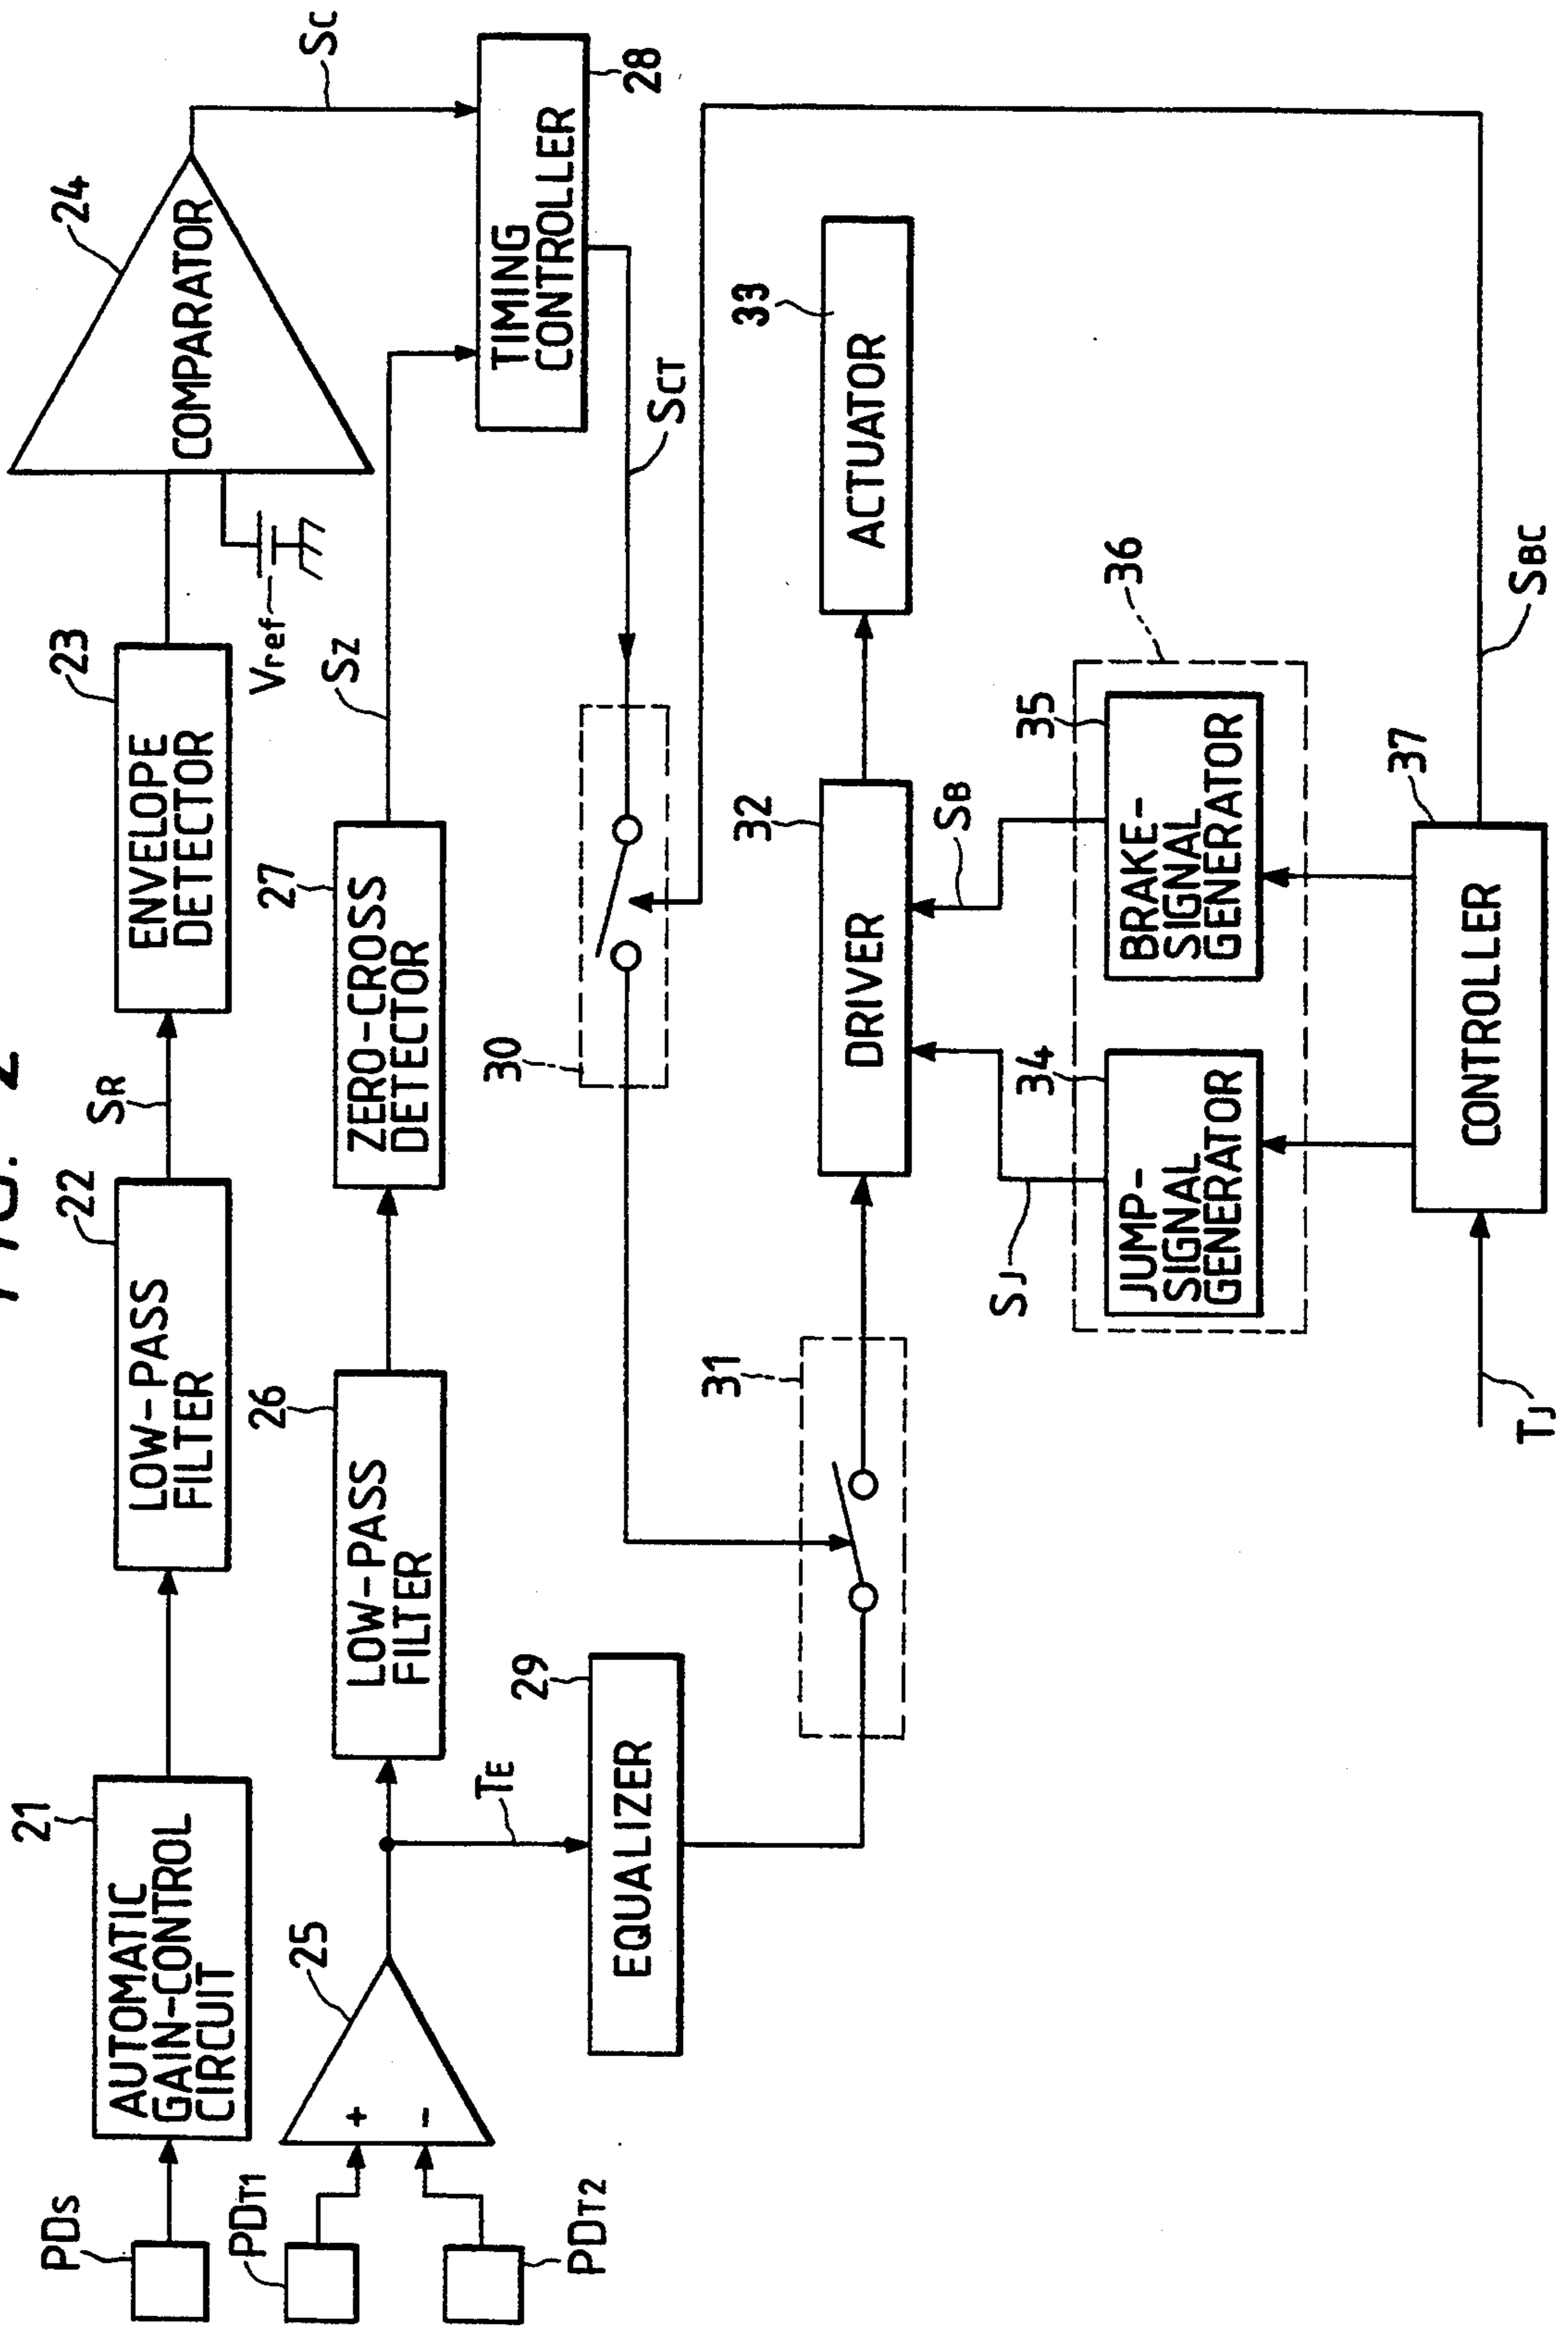 FIG. 2
PDS
21
AUTOMATIC
GAIN-CONTROL
CIRCUIT
22
LOW-PASS
FILTER
SR
23
ENVELOPE
DETECTOR
Vref
24
COMPARATOR
SC
PDT1
PDT2
25
+
-
26
LOW-PASS
FILTER
27
ZERO-CROSS
DETECTOR
SZ
28
TIMING
CONTROLLER
TE
29
EQUALIZER
30
SCT
31
32
DRIVER
33
ACTUATOR
SJ
SB
34
JUMP-
SIGNAL
GENERATOR
35
BRAKE-
SIGNAL
GENERATOR
36
TJ
37
CONTROLLER
SBC